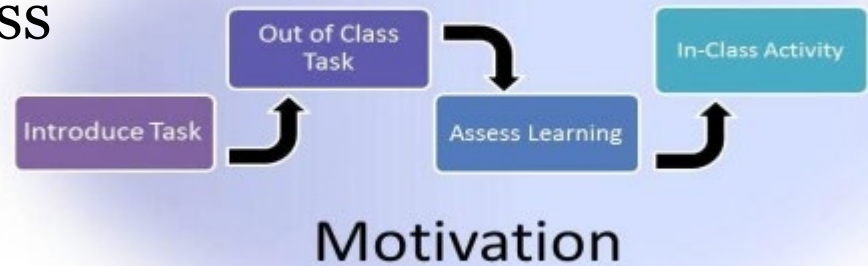 ss
Out of Class
Task
In-Class Activity
Introduce Task
Assess Learning
Motivation